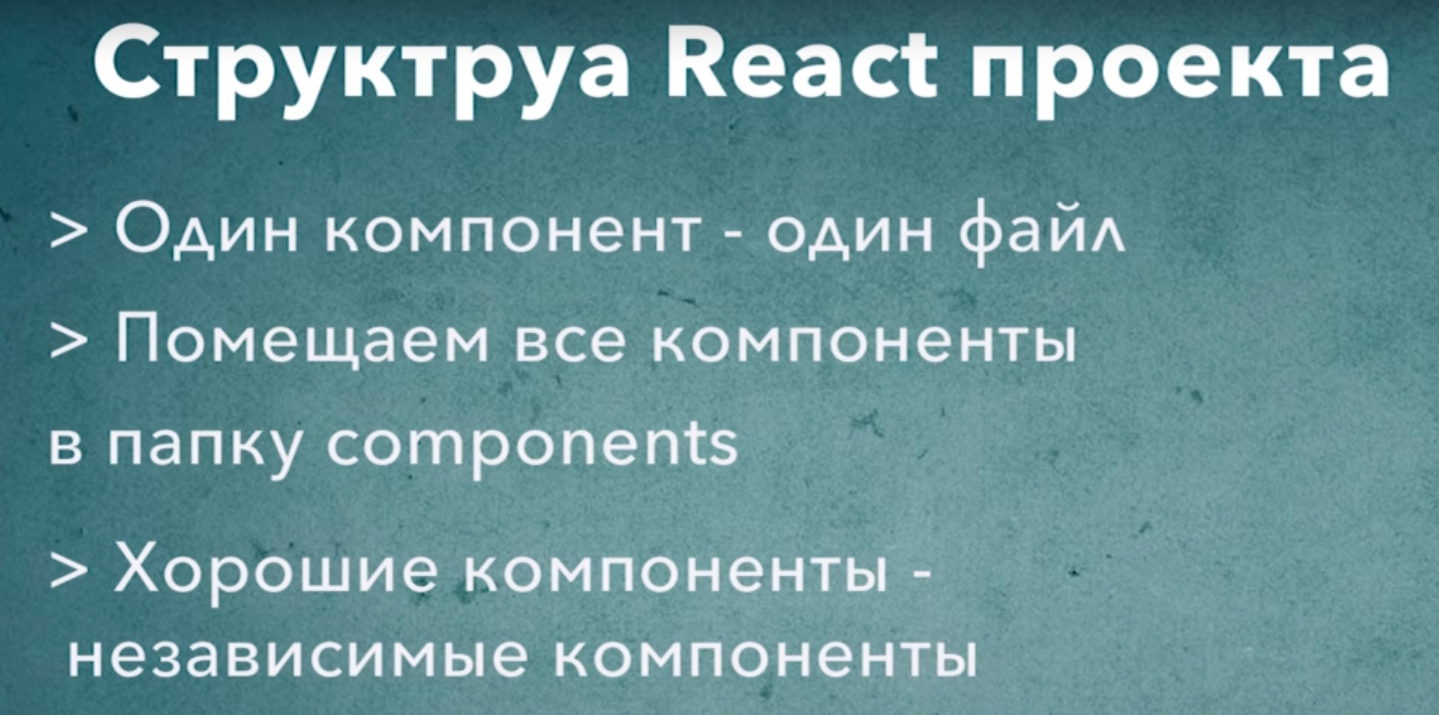 Структруа React проекта
> Один компонент - один файл
> Помещаем все компоненты
в папку components
> Хорошие компоненты -
независимые компоненты